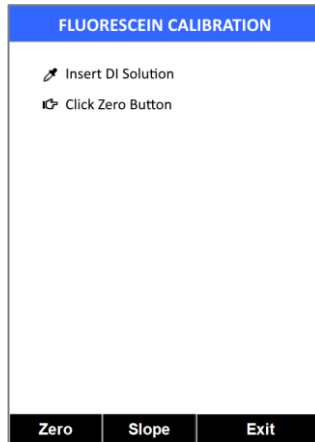 FLUORESCEIN CALIBRATION
Insert DI Solution
Click Zero Button
Zero Slope Exit